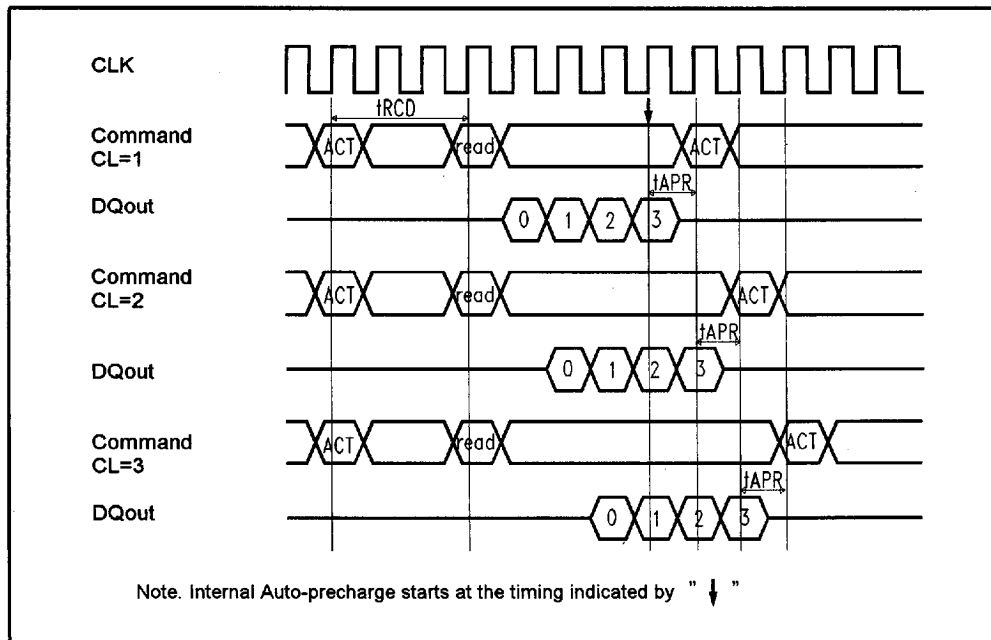 CLK
tRCD
Command
CL=1
ACT
read
ACT
tAPR
DQout
0 1 2 3
Command
CL=2
ACT
read
ACT
tAPR
DQout
0 1 2 3
Command
CL=3
ACT
read
ACT
tAPR
DQout
0 1 2 3
Note. Internal Auto-precharge starts at the timing indicated by " ↓ "